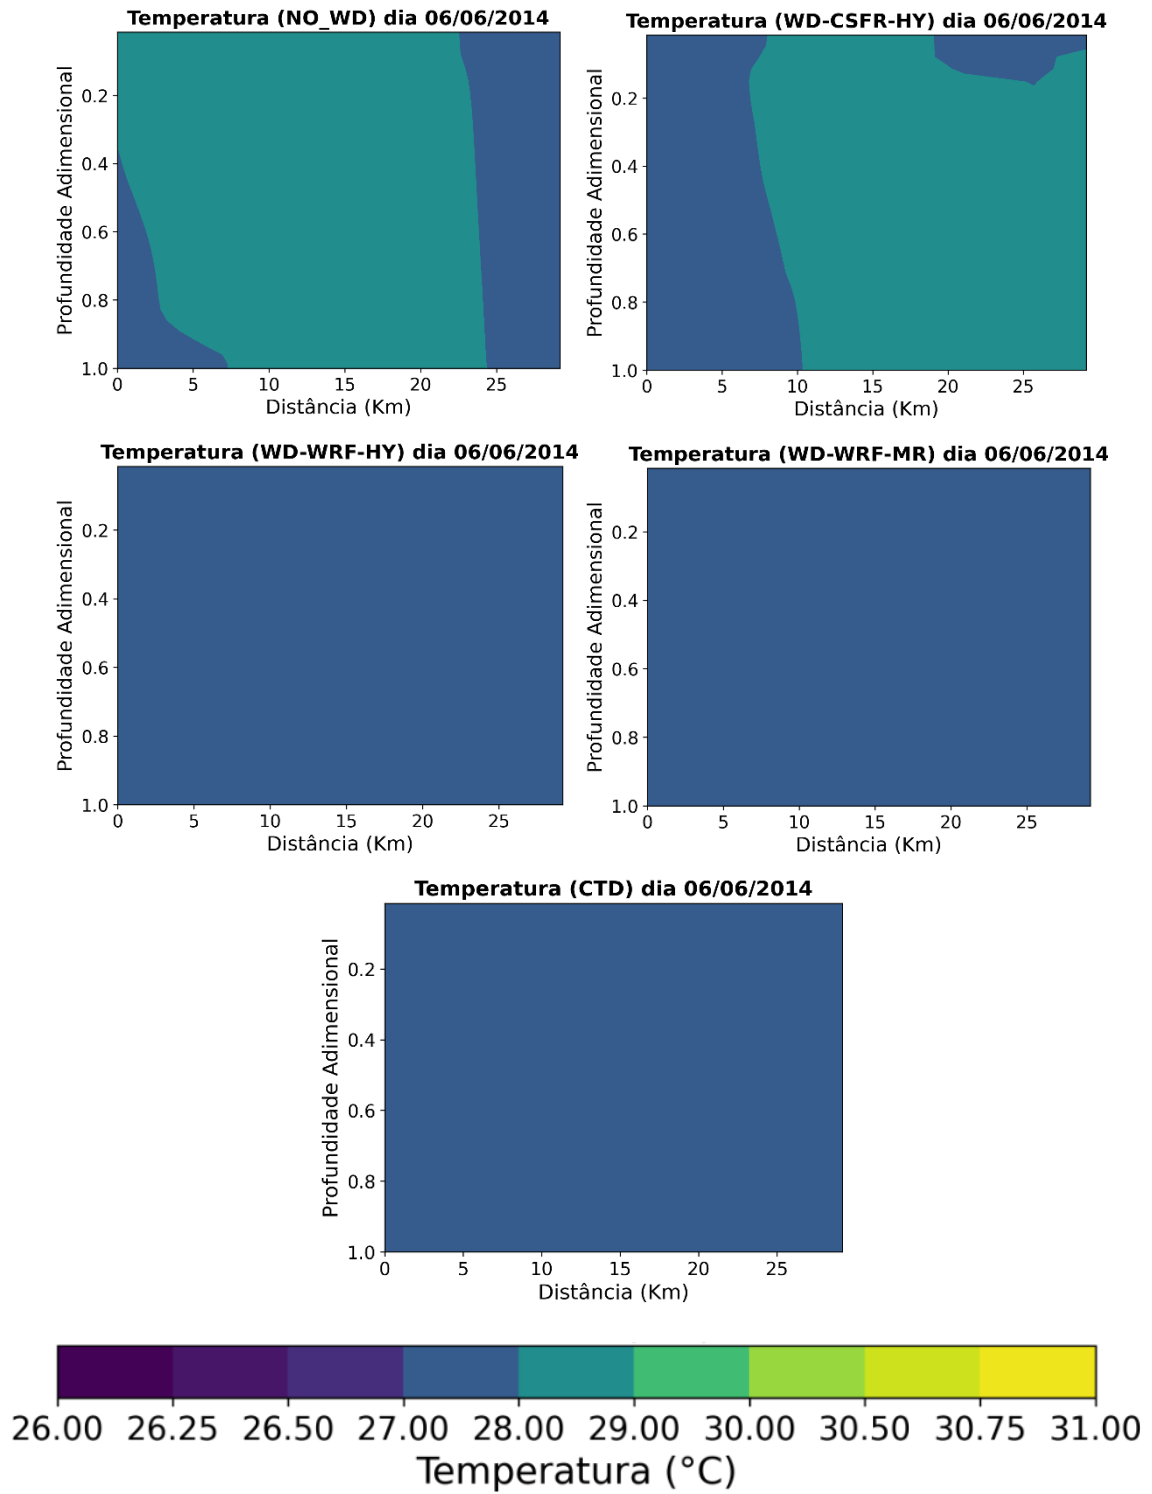 Temperatura (NO_WD) dia 06/06/2014
Profundidade Adimensional
0.2
0.4
0.6
0.8
1.0
0 5 10 15 20 25
Distância (Km)
Temperatura (WD-CSFR-HY) dia 06/06/2014
Profundidade Adimensional
0.2
0.4
0.6
0.8
1.0
0 5 10 15 20 25
Distância (Km)
Temperatura (WD-WRF-HY) dia 06/06/2014
Profundidade Adimensional
0.2
0.4
0.6
0.8
1.0
0 5 10 15 20 25
Distância (Km)
Temperatura (WD-WRF-MR) dia 06/06/2014
Profundidade Adimensional
0.2
0.4
0.6
0.8
1.0
0 5 10 15 20 25
Distância (Km)
Temperatura (CTD) dia 06/06/2014
Profundidade Adimensional
0.2
0.4
0.6
0.8
1.0
0 5 10 15 20 25
Distância (Km)
26.00 26.25 26.50 27.00 28.00 29.00 30.00 30.50 30.75 31.00
Temperatura (°C)